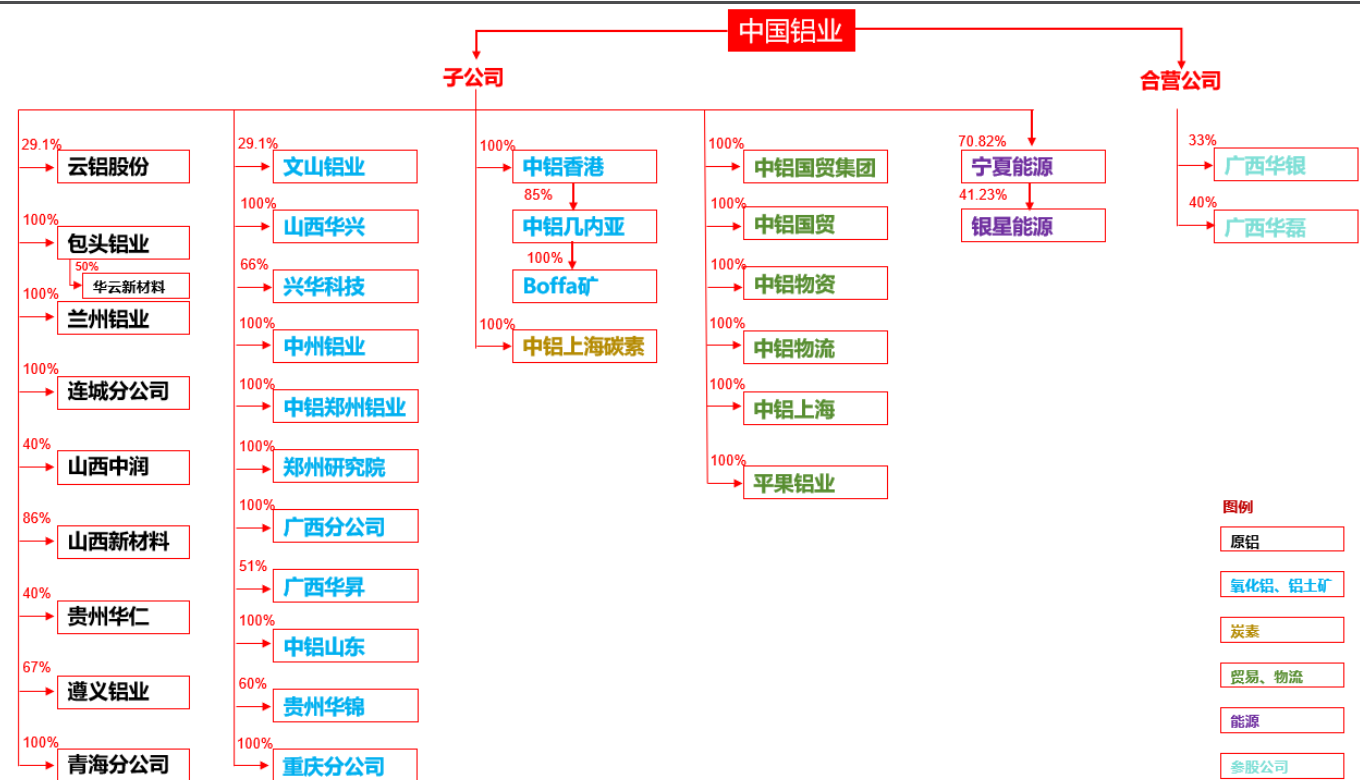 中国铝业
子公司
合营公司
29.1%
云铝股份
100%
包头铝业
50%
华云新材料
100%
兰州铝业
100%
连城分公司
40%
山西中润
86%
山西新材料
40%
贵州华仁
67%
遵义铝业
100%
青海分公司
29.1%
文山铝业
100%
山西华兴
66%
兴华科技
100%
中州铝业
100%
中铝郑州铝业
100%
郑州研究院
100%
广西分公司
51%
广西华昇
100%
中铝山东
60%
贵州华锦
100%
重庆分公司
100%
中铝香港
85%
中铝几内亚
100%
Boffa矿
100%
中铝上海碳素
100%
中铝国贸集团
100%
中铝国贸
100%
中铝物资
100%
中铝物流
100%
中铝上海
100%
平果铝业
70.82%
宁夏能源
41.23%
银星能源
33%
广西华银
40%
广西华磊
图例
原铝
氧化铝、铝土矿
炭素
贸易、物流
能源
参股公司